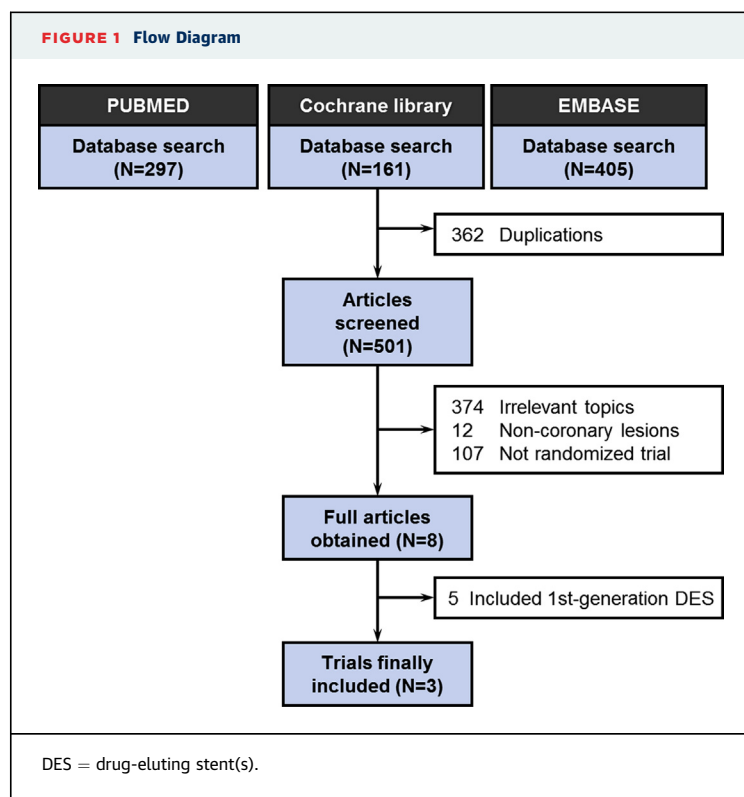 FIGURE 1 Flow Diagram
PUBMED
Database search
(N=297)
Cochrane library
Database search
(N=161)
EMBASE
Database search
(N=405)
362 Duplications
Articles
screened
(N=501)
374 Irrelevant topics
12 Non-coronary lesions
107 Not randomized trial
Full articles
obtained (N=8)
5 Included 1st-generation DES
Trials finally
included (N=3)
DES = drug-eluting stent(s).